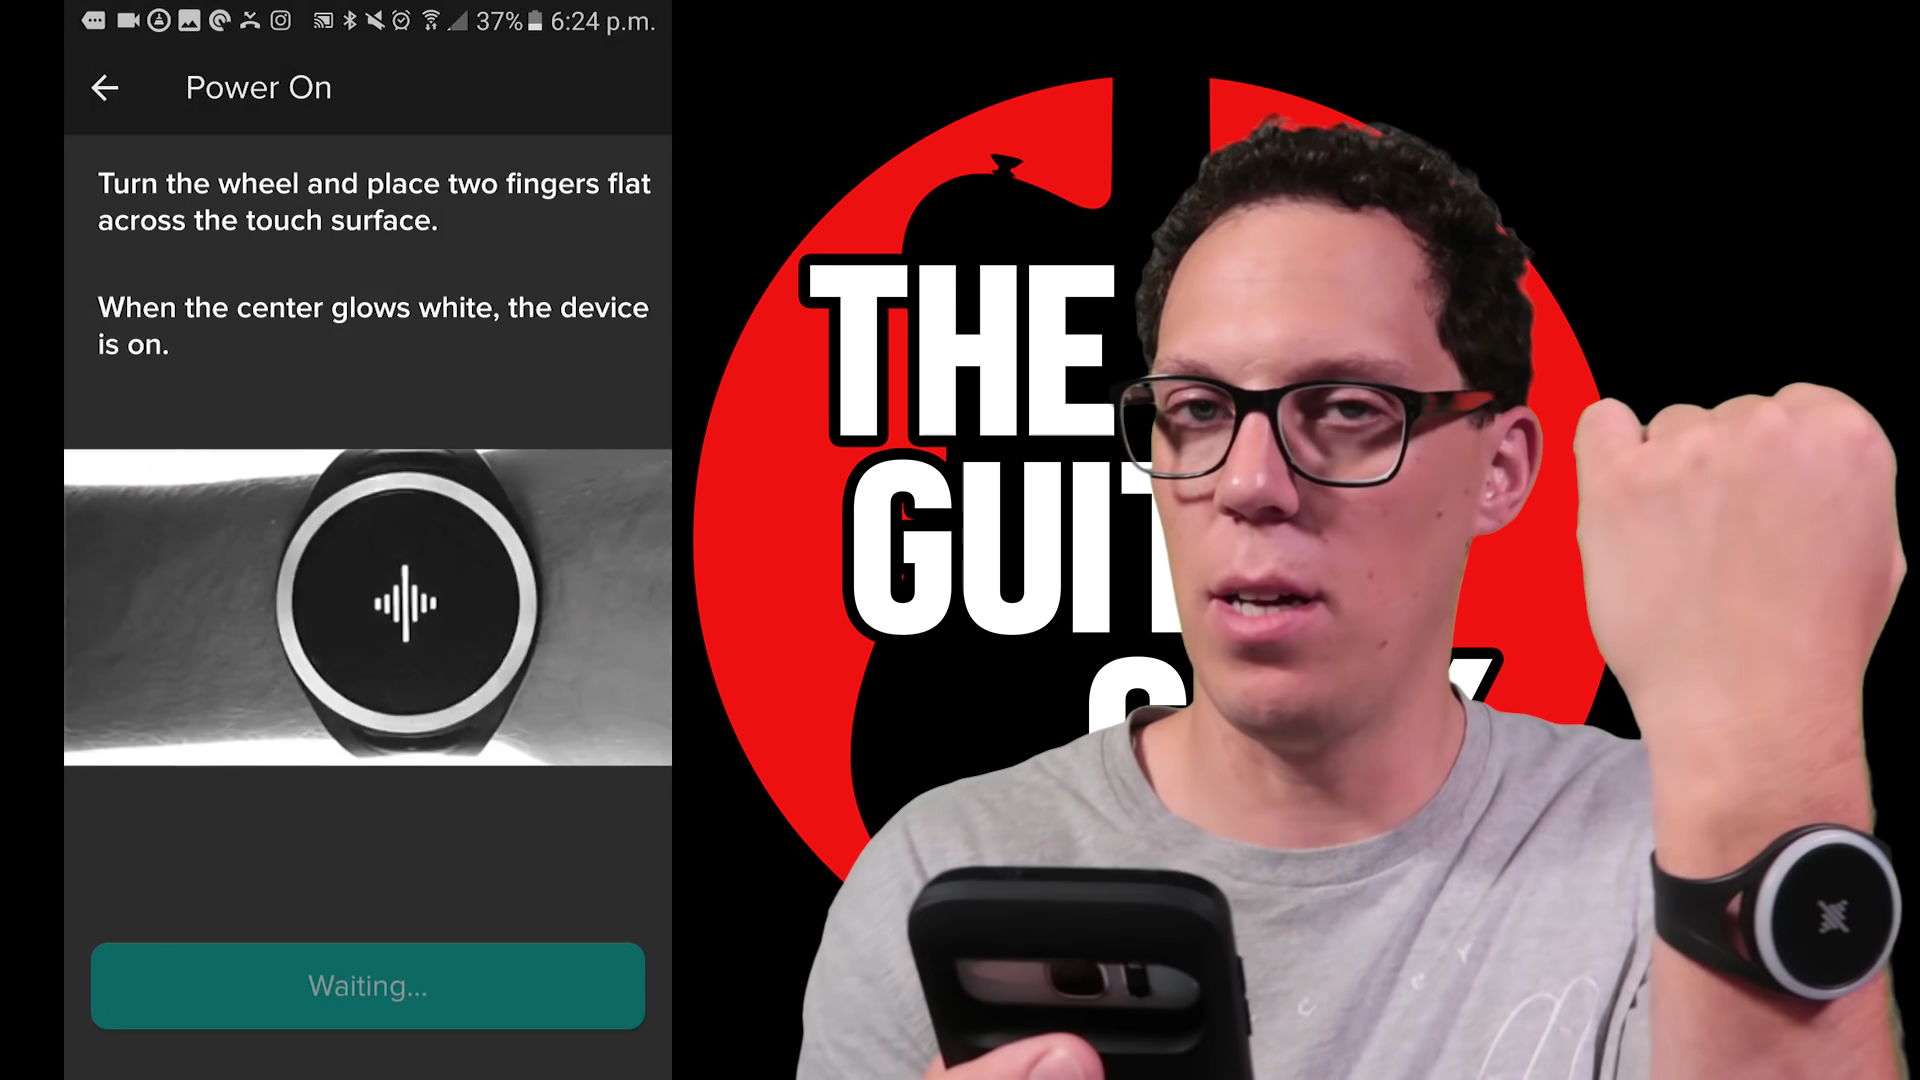 37% 6:24 p.m.
Power On
Turn the wheel and place two fingers flat
across the touch surface.
When the center glows white, the device
is on.
Waiting...
THE